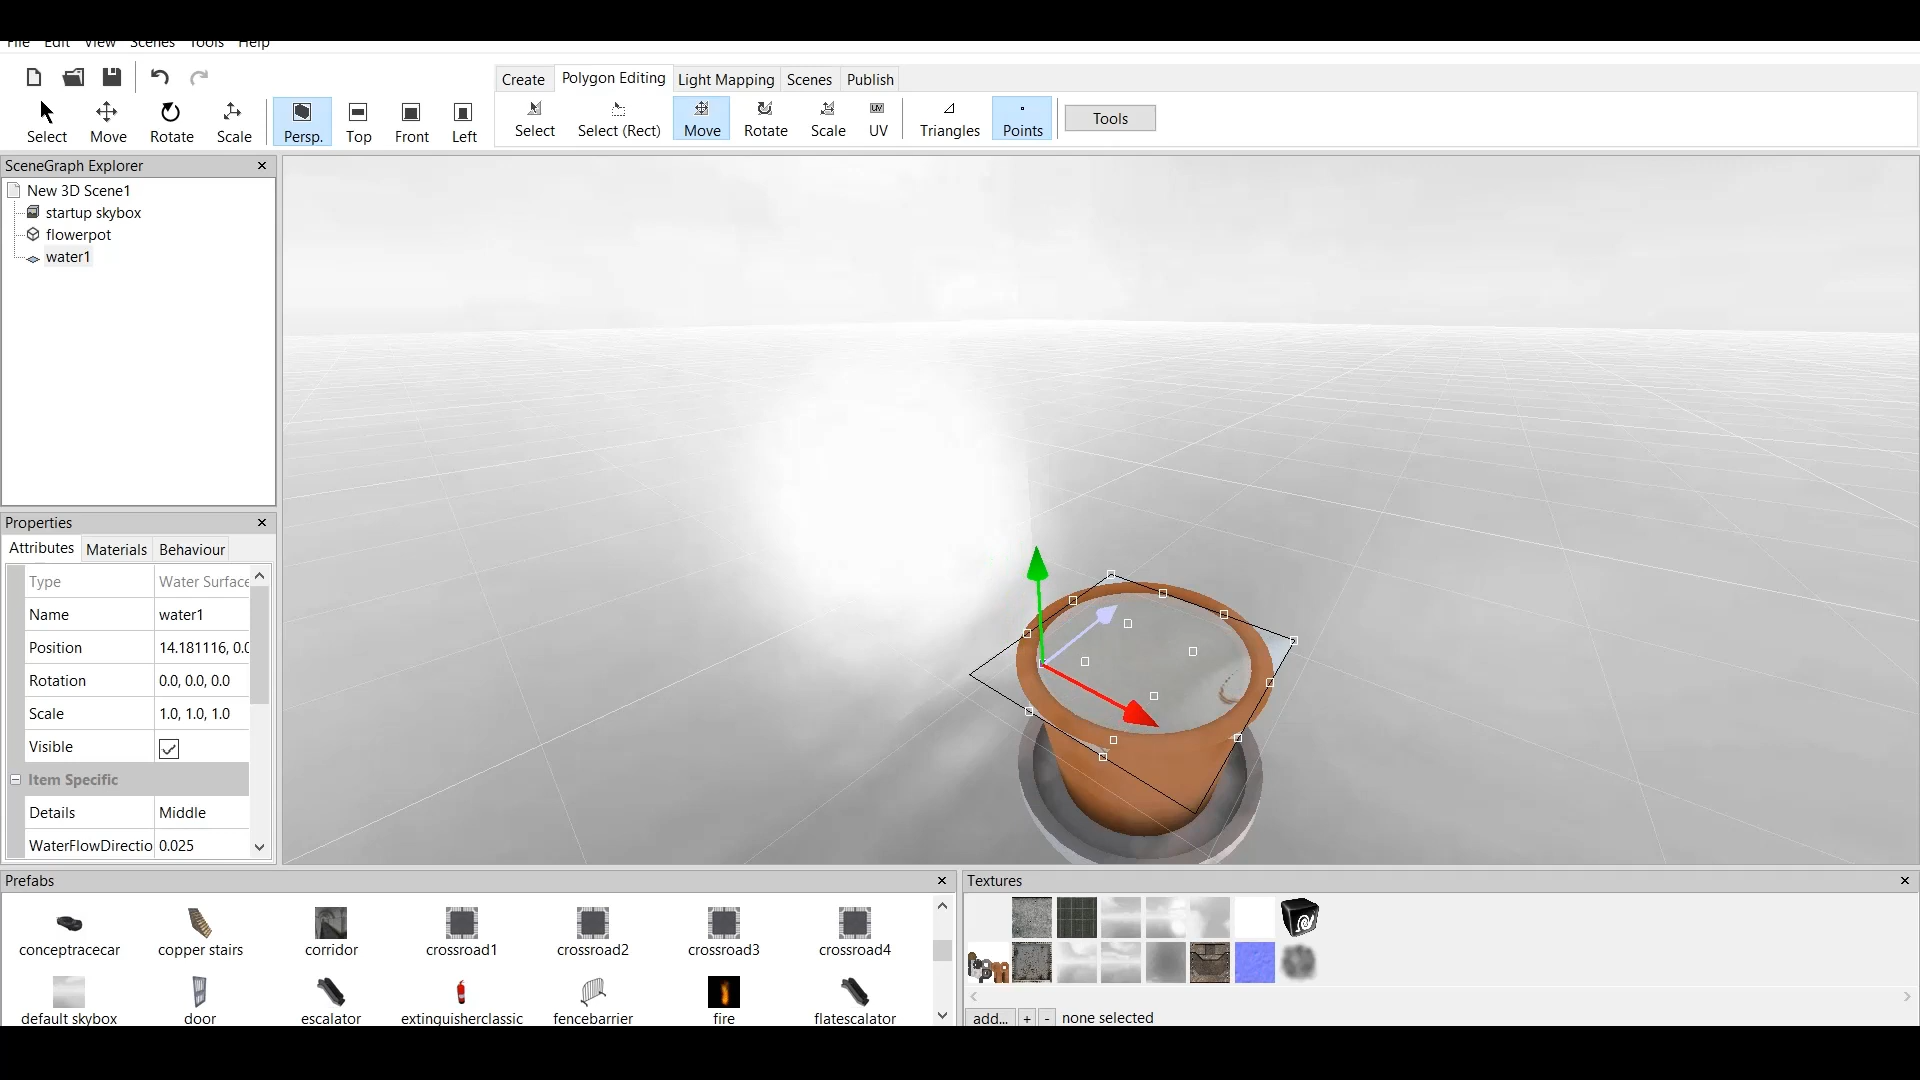 File Edit View Scenes Tools Help
Create Polygon Editing Light Mapping Scenes Publish
Select Move Rotate Scale Persp. Top Front Left
Select Select (Rect) Move Rotate Scale UV Triangles Points Tools
UV
SceneGraph Explorer
New 3D Scene1
startup skybox
flowerpot
water1
Properties
Attributes Materials Behaviour
Type Water Surface
Name water1
Position 14.181116, 0.0
Rotation 0.0, 0.0, 0.0
Scale 1.0, 1.0, 1.0
Visible
Item Specific
Details Middle
WaterFlowDirectio 0.025
Prefabs
conceptracecar copper stairs corridor crossroad1 crossroad2 crossroad3 crossroad4
default skybox door escalator extinguisherclassic fencebarrier fire flatescalator
Textures
add... + - none selected